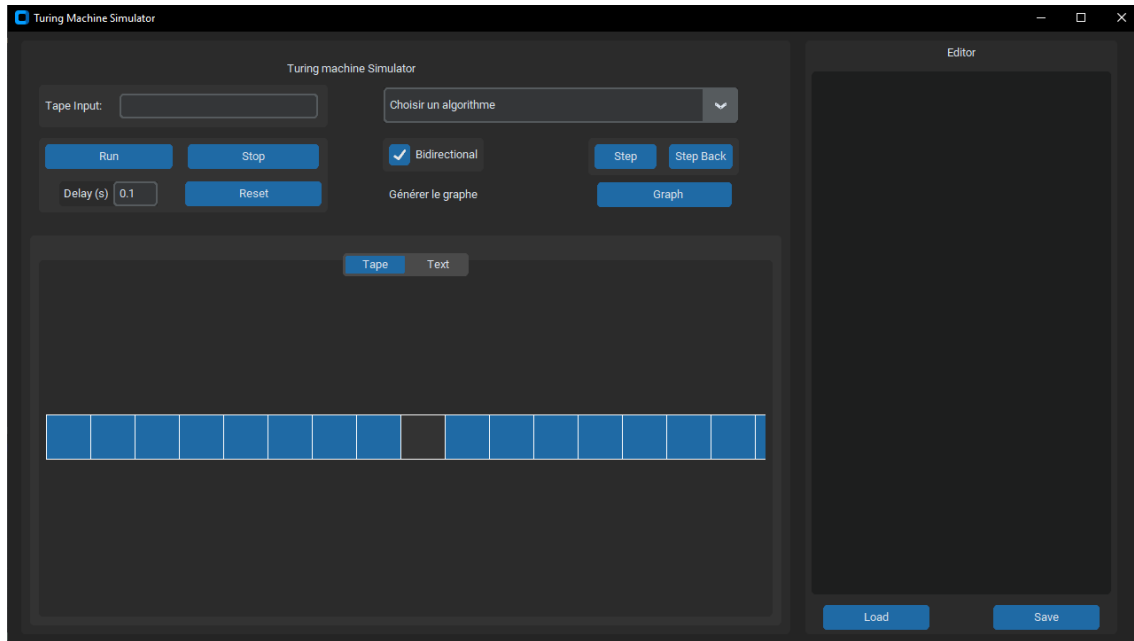 Turing Machine Simulator
Turing machine Simulator
Tape Input:
Choisir un algorithme
Run
Stop
Bidirectional
Step
Step Back
Delay (s)
0.1
Reset
Générer le graphe
Graph
Tape
Text
Editor
Load
Save